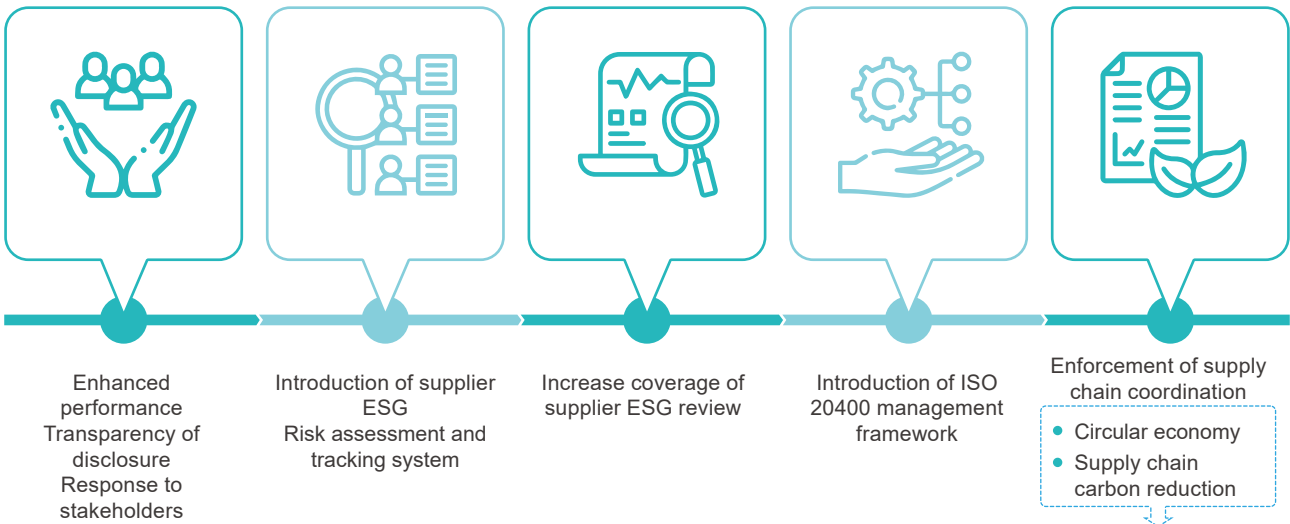 Enhanced
performance
Transparency of
disclosure
Response to
stakeholders
Introduction of supplier
ESG
Risk assessment and
tracking system
Increase coverage of
supplier ESG review
Introduction of ISO
20400 management
framework
Enforcement of supply
chain coordination
Circular economy
Supply chain
carbon reduction